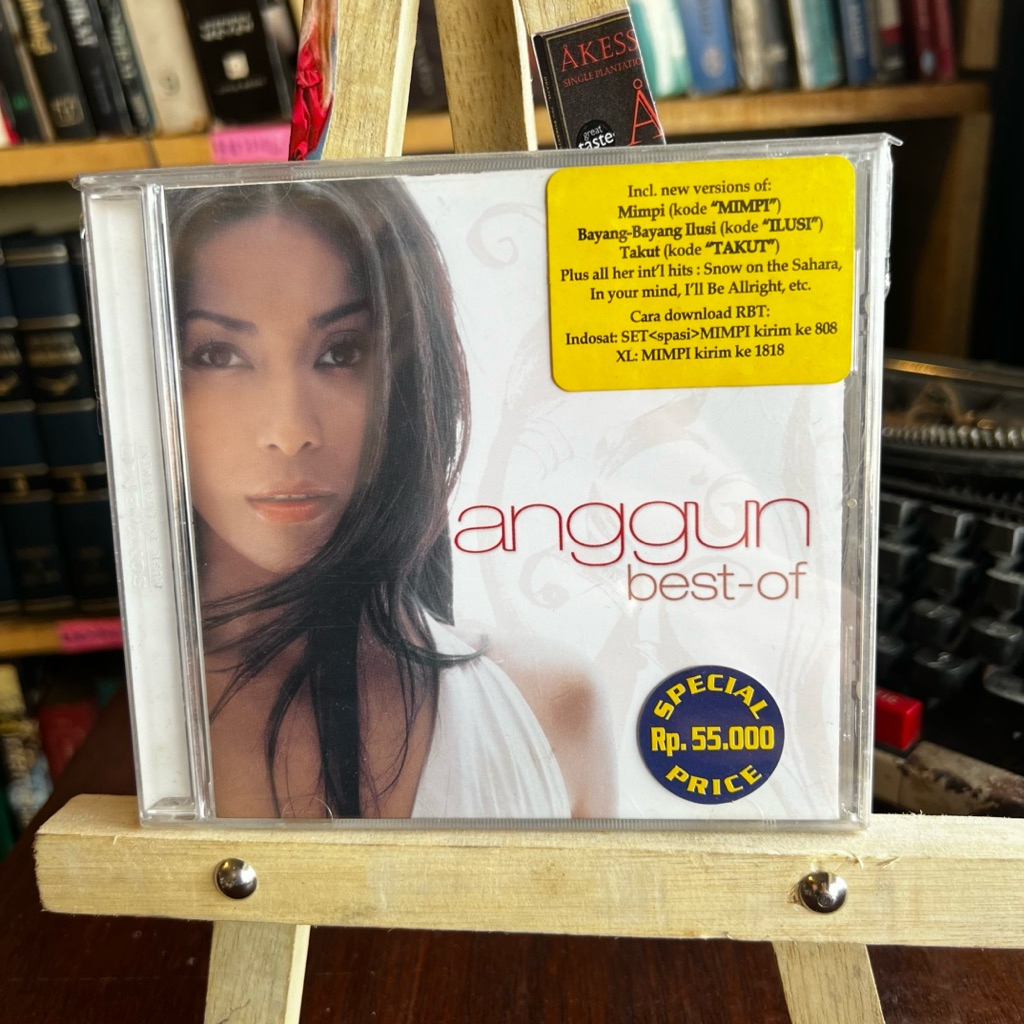 ÅKESS
SINGLE PLANTATIO
great
taste
Å
Incl. new versions of:
Mimpi (kode “MIMPI”)
Bayang-Bayang Ilusi (kode “ILUSI”)
Takut (kode “TAKUT”)
Plus all her int’l hits : Snow on the Sahara,
In your mind, I’ll Be Allright, etc.
Cara download RBT:
Indosat: SET<spasi>MIMPI kirim ke 808
XL: MIMPI kirim ke 1818
anggun
best-of
SPECIAL
Rp. 55.000
PRICE